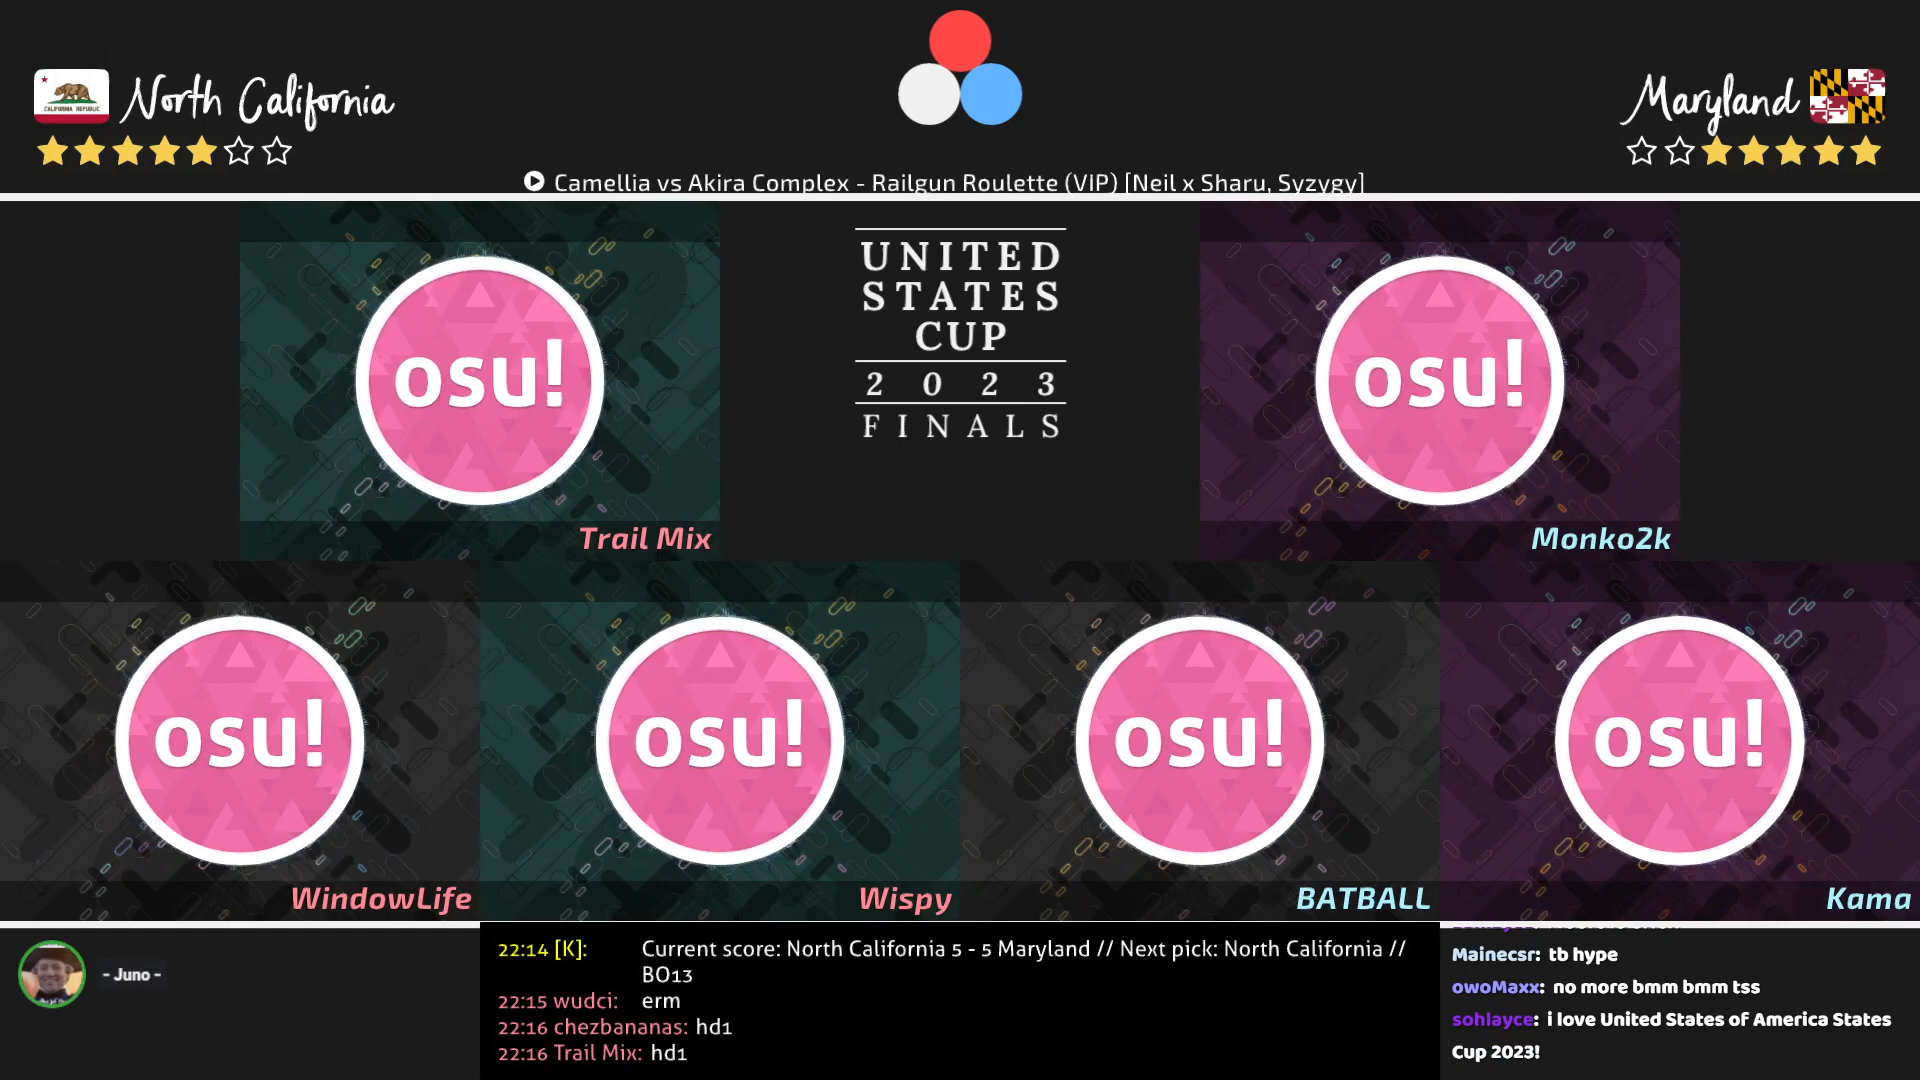 North California
Maryland
CALIFORNIA REPUBLIC
Camellia vs Akira Complex - Railgun Roulette (VIP) [Neil x Sharu, Syzygy]
UNITED
STATES
CUP
2023
FINALS
osu!
osu!
Trail Mix
Monko2k
osu!
osu!
osu!
osu!
WindowLife
Wispy
BATBALL
Kama
- Juno -
22:14 [K]: Current score: North California 5 - 5 Maryland // Next pick: North California //
BO13
22:15 wudci: erm
22:16 chezbananas: hd1
22:16 Trail Mix: hd1
Mainecsr: tb hype
owoMaxx: no more bmm bmm tss
sohlayce: i love United States of America States
Cup 2023!